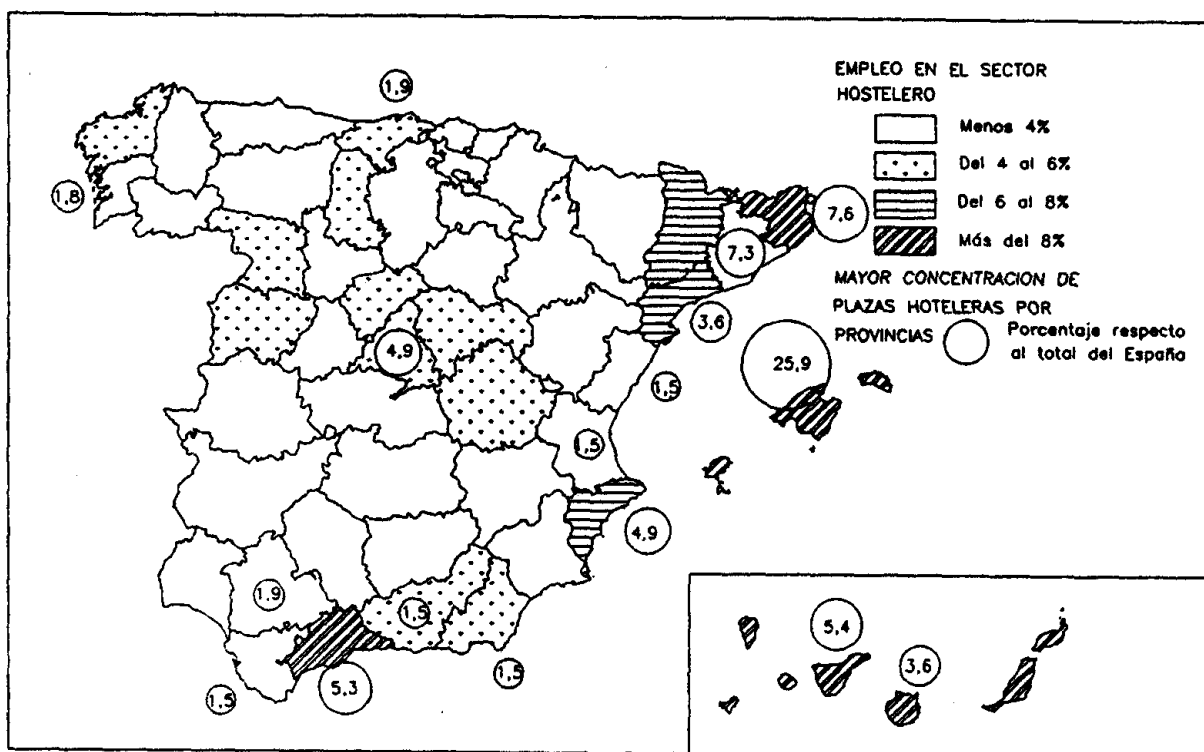 EMPLEO EN EL SECTOR
HOSTELERO
Menos 4%
Del 4 al 6%
Del 6 al 8%
Más del 8%
MAYOR CONCENTRACION DE
PLAZAS HOTELERAS POR
PROVINCIAS
Porcentaje respecto
al total del España
1,9
1,8
7,6
7,3
3,6
4,9
25,9
1,5
1,5
4,9
1,9
1,5
1,5
5,3
1,5
5,4
3,6